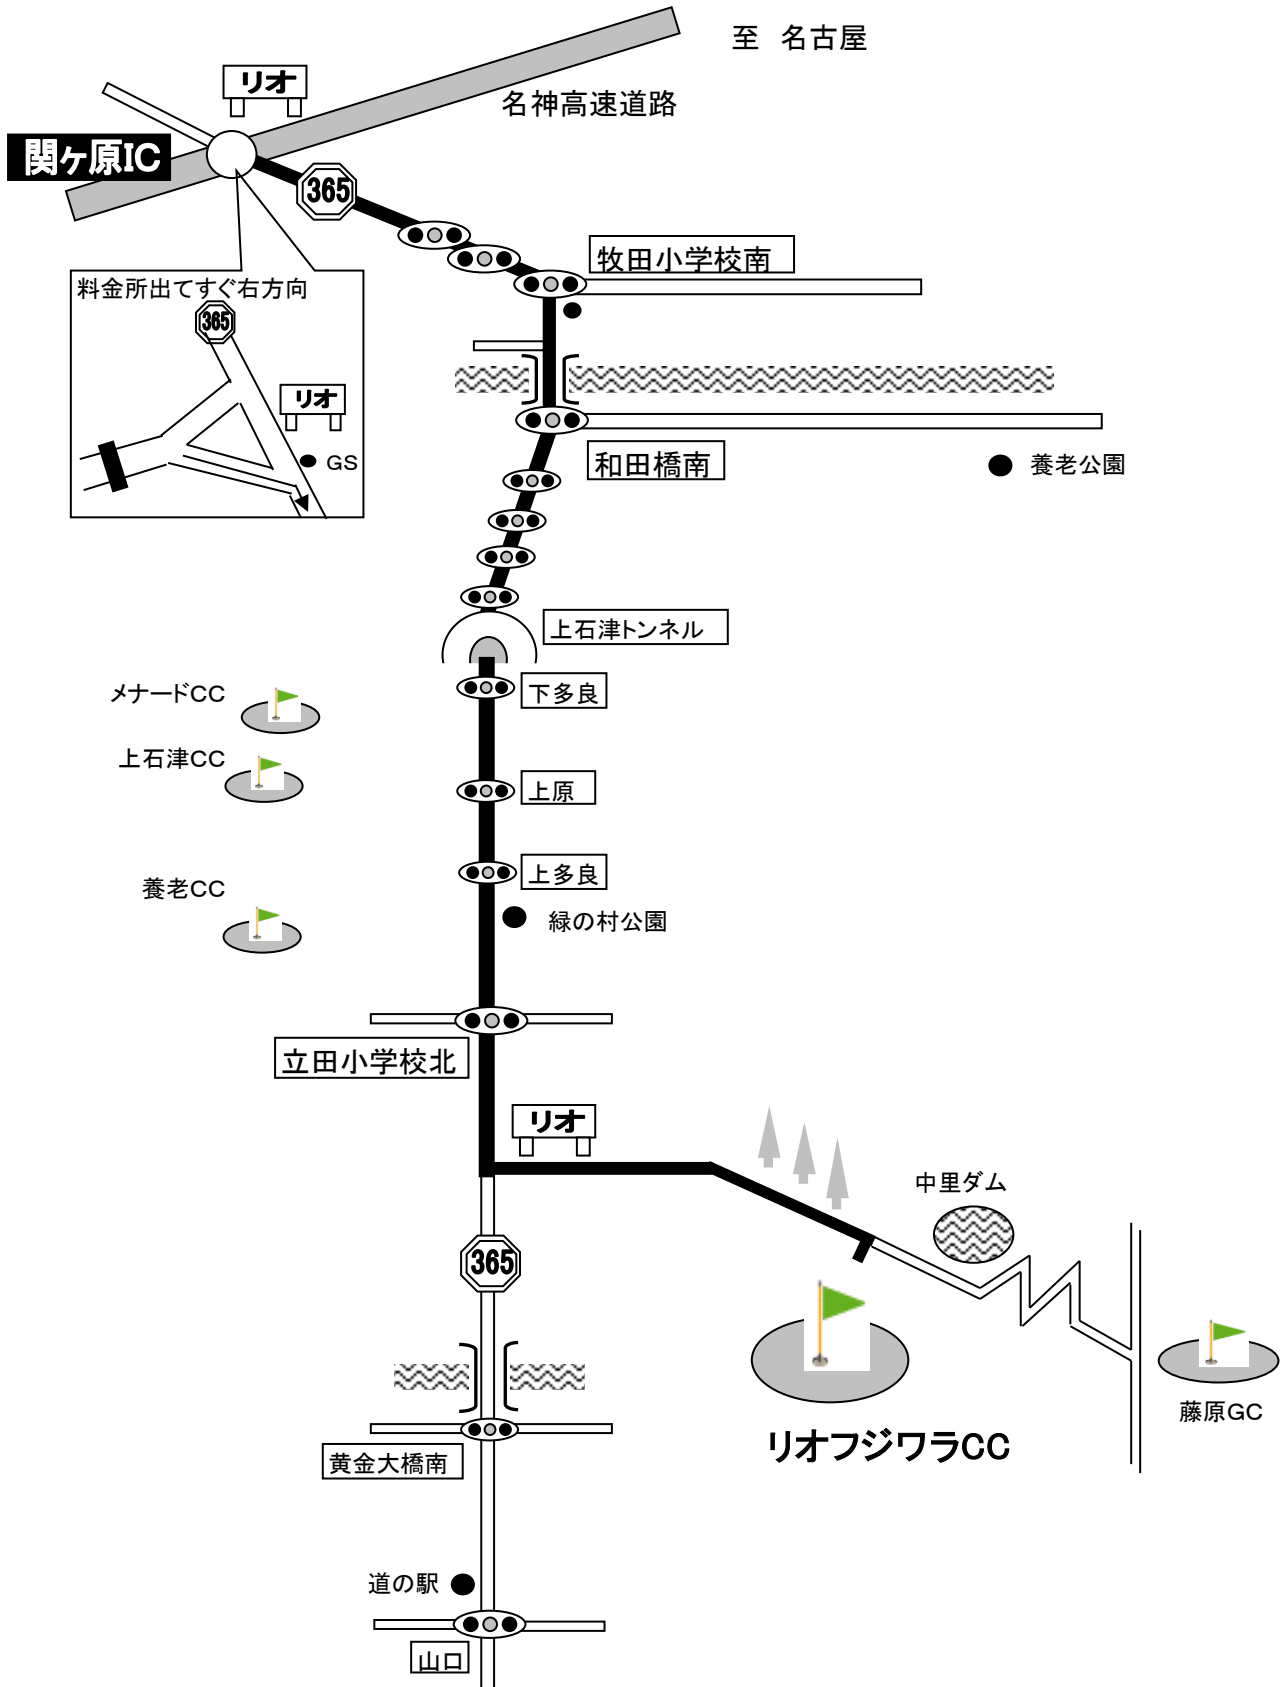 至 名古屋
リオ
名神高速道路
関ヶ原IC
365
牧田小学校南
料金所出てすぐ右方向
365
リオ
GS
和田橋南
養老公園
上石津トンネル
下多良
メナードCC
上石津CC
上原
上多良
養老CC
緑の村公園
立田小学校北
リオ
中里ダム
365
藤原GC
リオフジワラCC
黄金大橋南
道の駅
山口